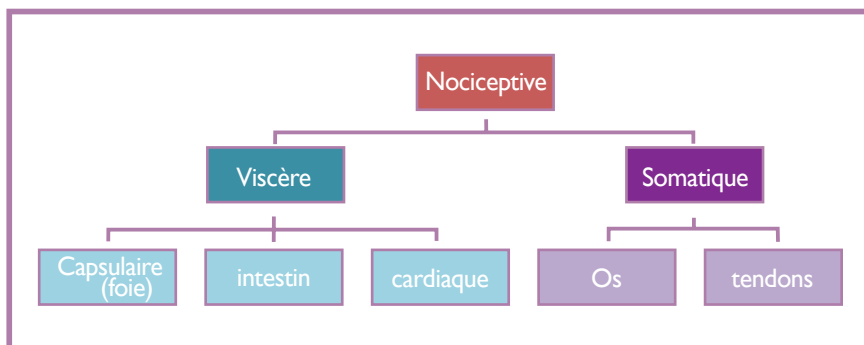 Nociceptive
Viscère
Somatique
Capsulaire
(foie)
intestin
cardiaque
Os
tendons